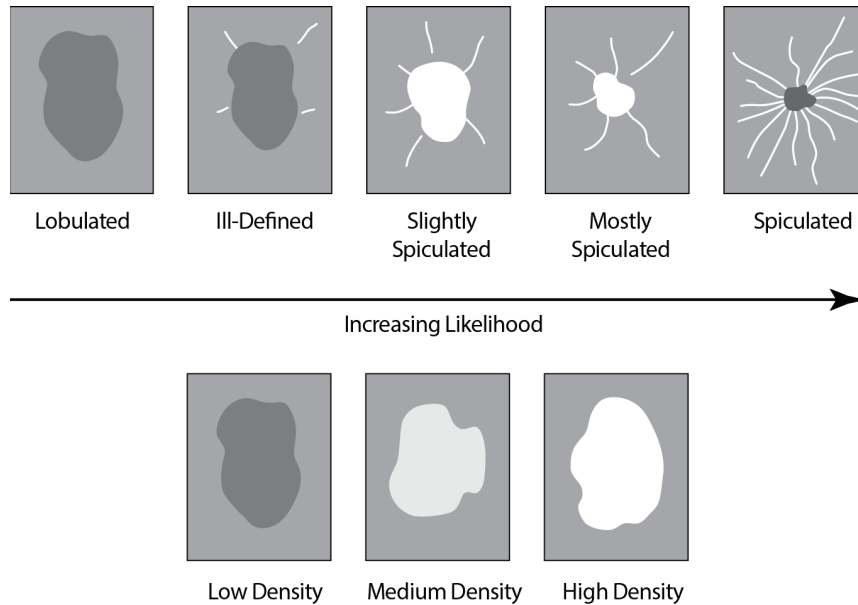 Lobulated
Ill-Defined
Slightly
Spiculated
Mostly
Spiculated
Spiculated
Increasing Likelihood
Low Density
Medium Density
High Density